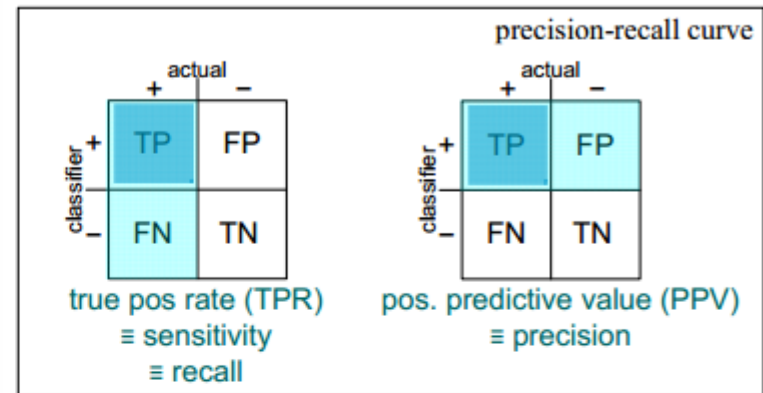 precision-recall curve
actual
+ −
classifier
+ TP FP
− FN TN
true pos rate (TPR)
≡ sensitivity
≡ recall
actual
+ −
classifier
+ TP FP
− FN TN
pos. predictive value (PPV)
≡ precision